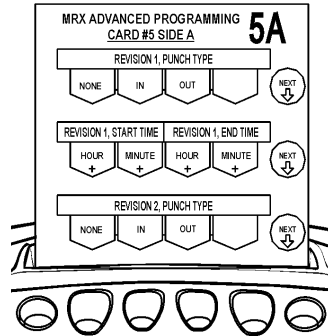 MRX ADVANCED PROGRAMMING
CARD #5 SIDE A
5A
REVISION 1, PUNCH TYPE
NONE IN OUT NEXT
REVISION 1, START TIME REVISION 1, END TIME
HOUR + MINUTE + HOUR + MINUTE + NEXT
REVISION 2, PUNCH TYPE
NONE IN OUT NEXT